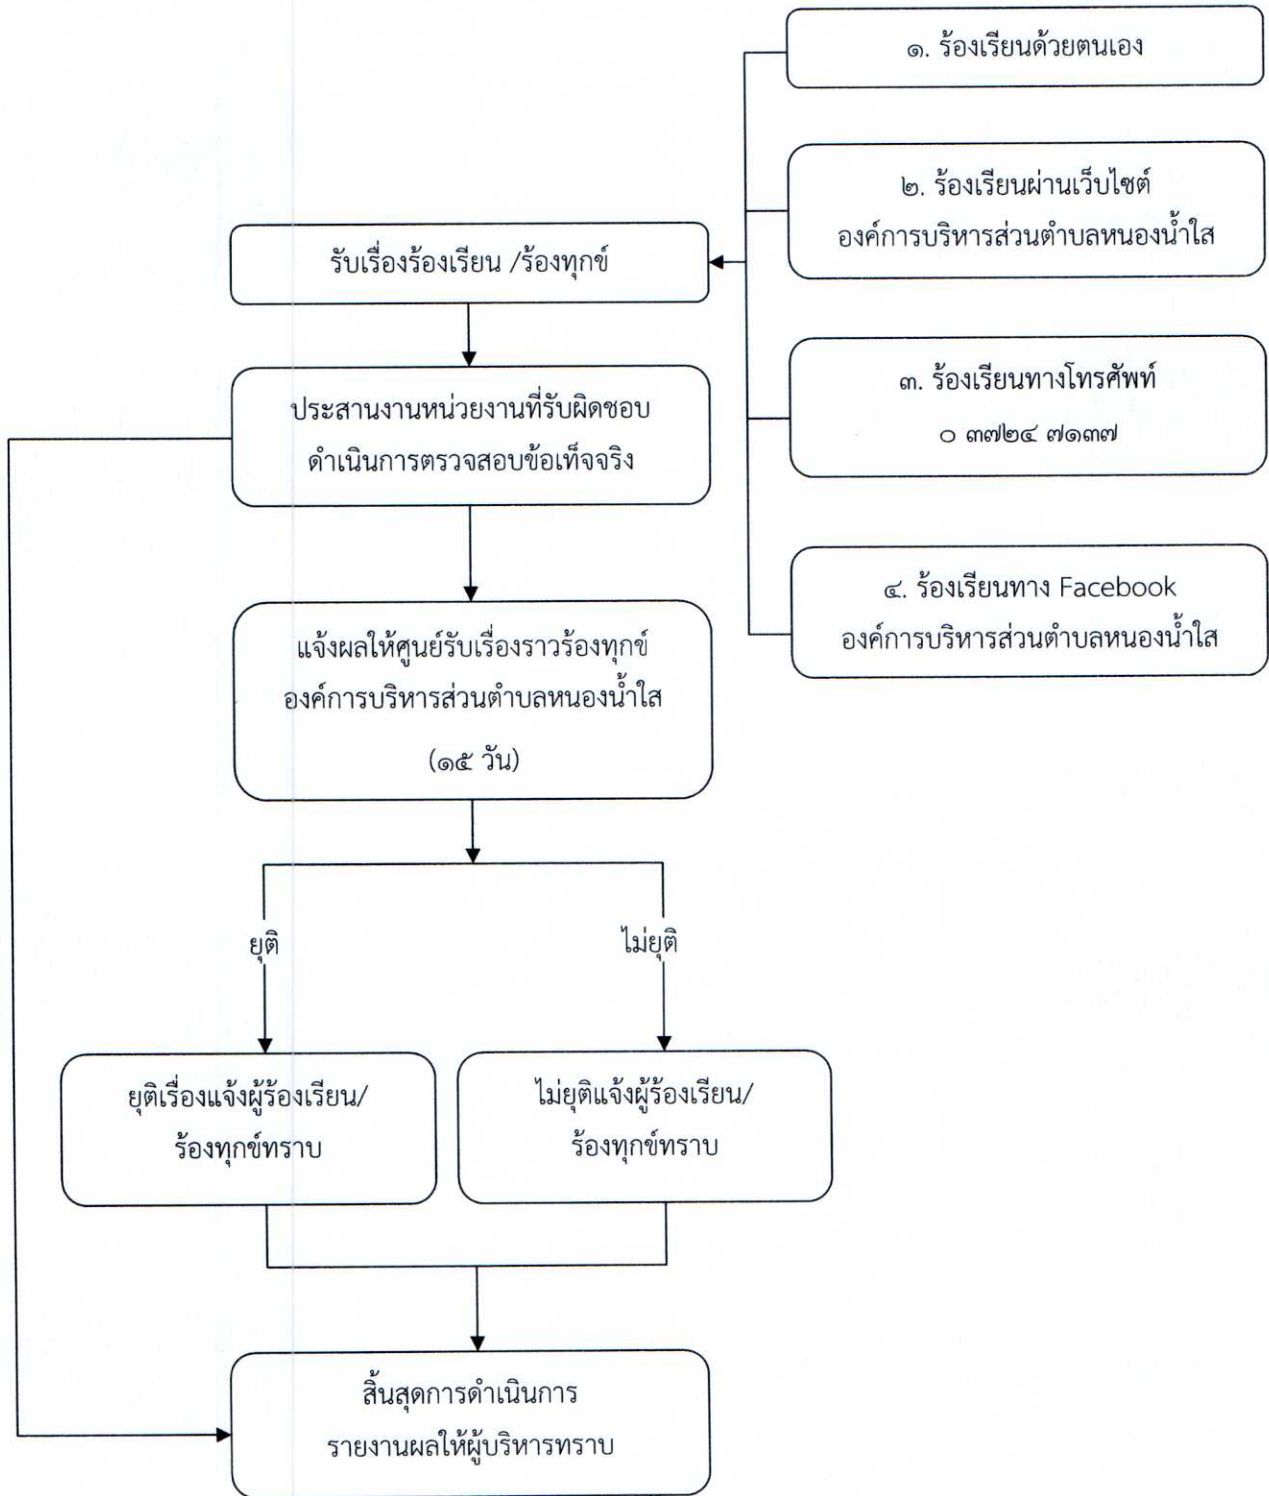 ๑. ร้องเรียนด้วยตนเอง
๒. ร้องเรียนผ่านเว็บไซต์
องค์การบริหารส่วนตำบลหนองน้ำใส
๓. ร้องเรียนทางโทรศัพท์
๐ ๓๗๒๔ ๗๑๓๗
๔. ร้องเรียนทาง Facebook
องค์การบริหารส่วนตำบลหนองน้ำใส
รับเรื่องร้องเรียน /ร้องทุกข์
ประสานงานหน่วยงานที่รับผิดชอบ
ดำเนินการตรวจสอบข้อเท็จจริง
แจ้งผลให้ศูนย์รับเรื่องราวร้องทุกข์
องค์การบริหารส่วนตำบลหนองน้ำใส
(๑๕ วัน)
ยุติ
ไม่ยุติ
ยุติเรื่องแจ้งผู้ร้องเรียน/
ร้องทุกข์ทราบ
ไม่ยุติแจ้งผู้ร้องเรียน/
ร้องทุกข์ทราบ
สิ้นสุดการดำเนินการ
รายงานผลให้ผู้บริหารทราบ